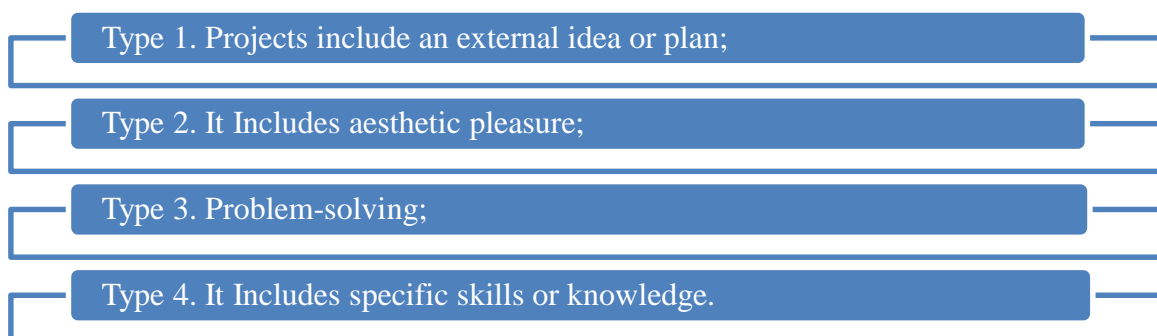 Type 1. Projects include an external idea or plan;
Type 2. It Includes aesthetic pleasure;
Type 3. Problem-solving;
Type 4. It Includes specific skills or knowledge.